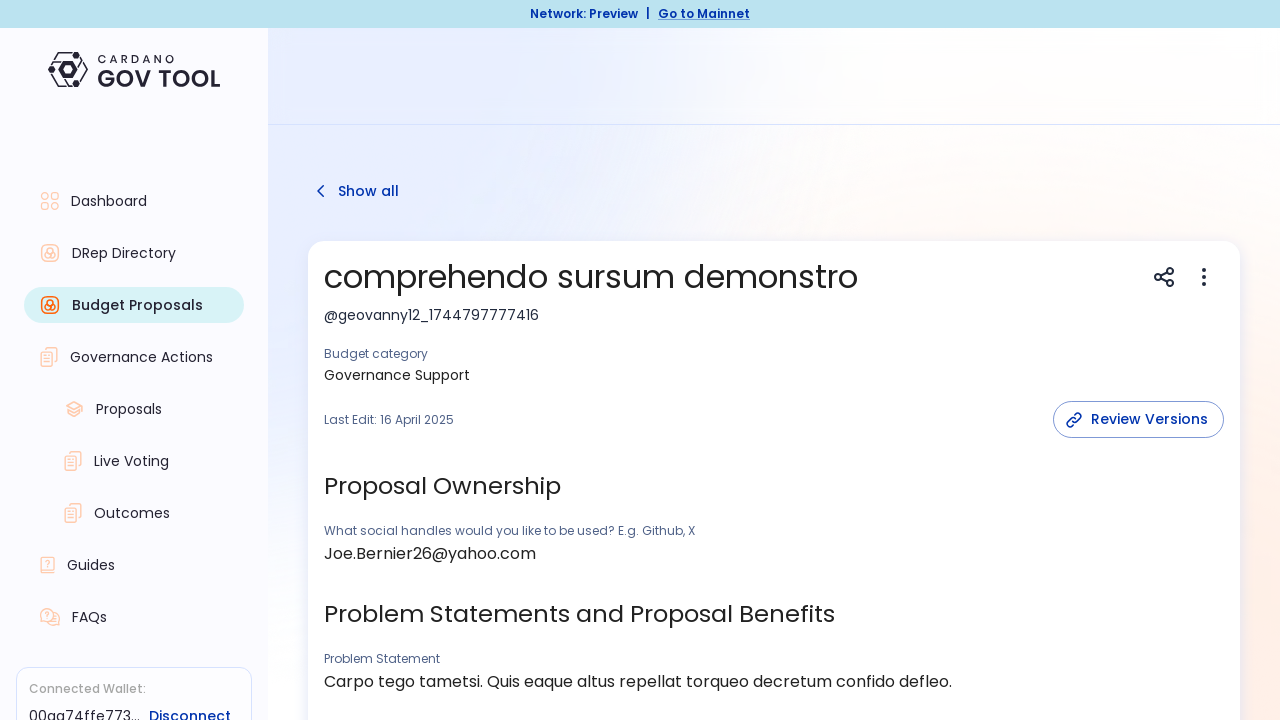 Network: Preview | Go to Mainnet
CARDANO
GOV TOOL
Dashboard
DRep Directory
Budget Proposals
Governance Actions
Proposals
Live Voting
Outcomes
Guides
FAQs
Connected Wallet:
00aa74ffe773... Disconnect
Show all
comprehendo sursum demonstro
@geovanny12_1744797777416
Budget category
Governance Support
Last Edit: 16 April 2025
Review Versions
Proposal Ownership
What social handles would you like to be used? E.g. Github, X
Joe.Bernier26@yahoo.com
Problem Statements and Proposal Benefits
Problem Statement
Carpo tego tametsi. Quis eaque altus repellat torqueo decretum confido defleo.